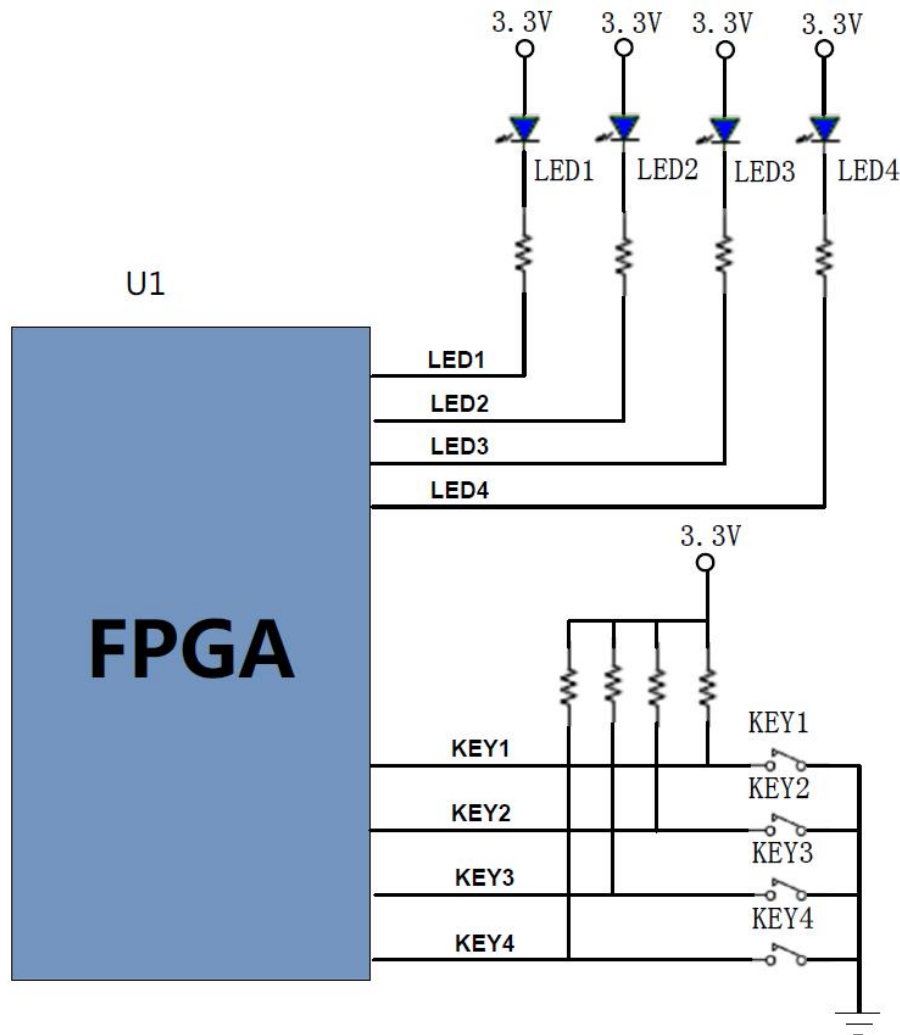 3.3V 3.3V 3.3V 3.3V
LED1 LED2 LED3 LED4
U1
LED1
LED2
LED3
LED4
3.3V
FPGA
KEY1
KEY1
KEY2
KEY2
KEY3
KEY3
KEY4
KEY4